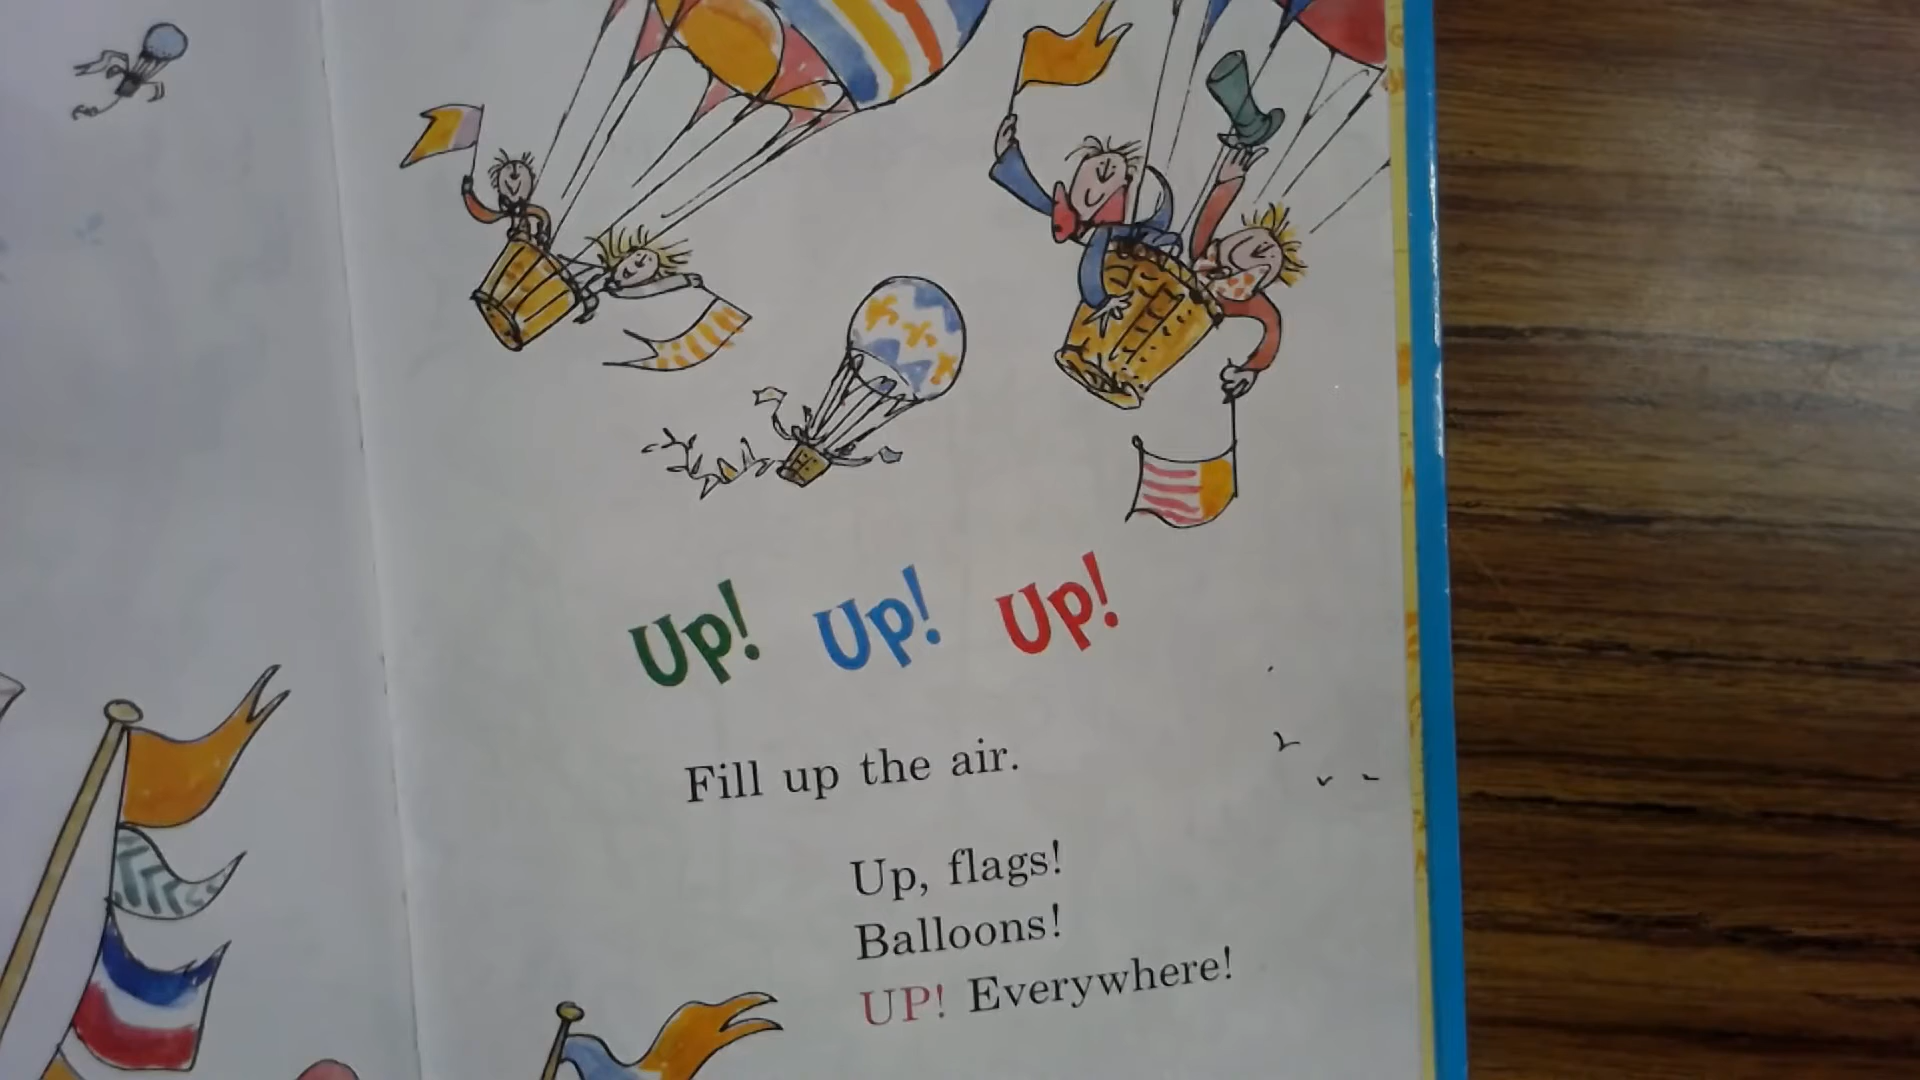 Up! Up! Up!
Fill up the air.
Up, flags!
Balloons!
UP! Everywhere!